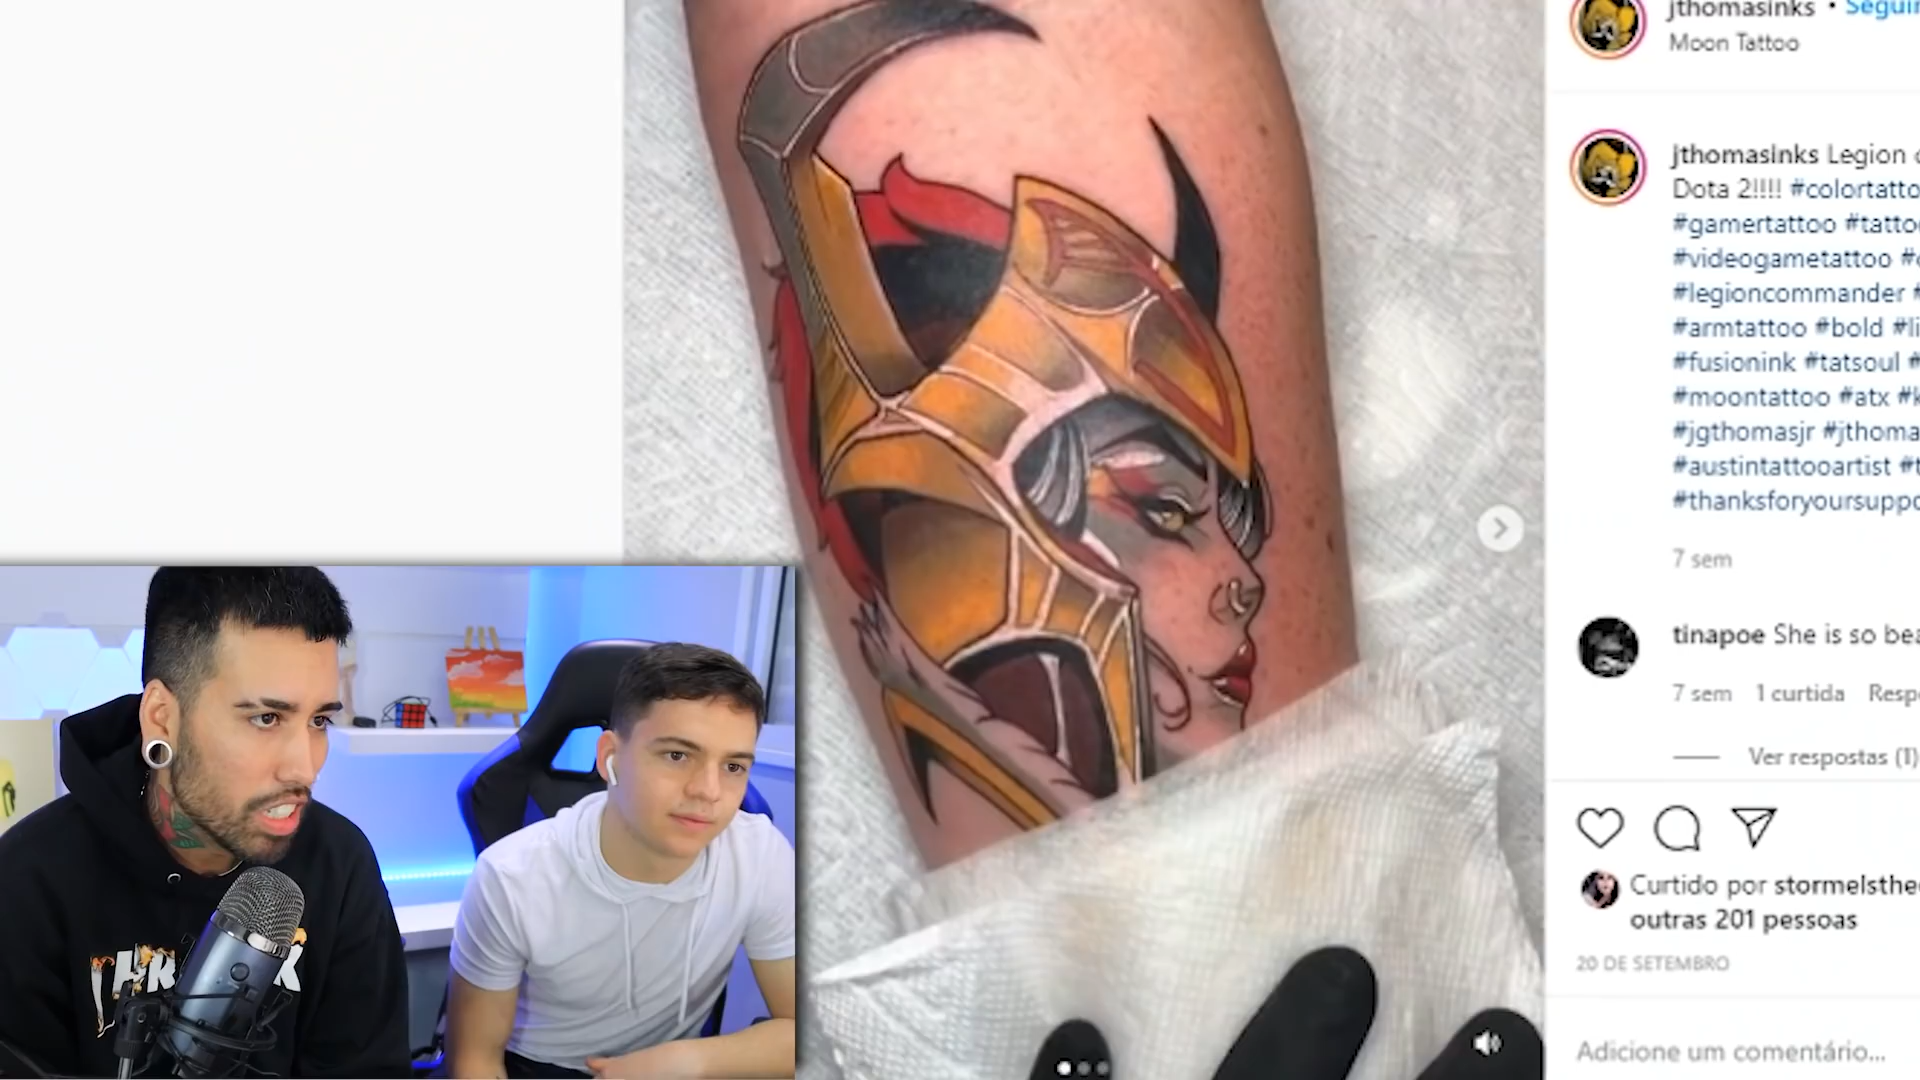 jthomasinks • Seguir
Moon Tattoo
jthomasinks Legion
Dota 2!!!! #colortatto
#gamertattoo #tatto
#videogametattoo
#legioncommander
#armtattoo #bold
#fusionink #tatsoul
#moontattoo #atx
#jgthomasjr #jthoma
#austintattooartist
#thanksforyoursuppo
7 sem
tinapoe She is so bea
7 sem 1 curtida Resp
Ver respostas (1)
Curtido por stormelsthe
outras 201 pessoas
20 DE SETEMBRO
Adicione um comentário...